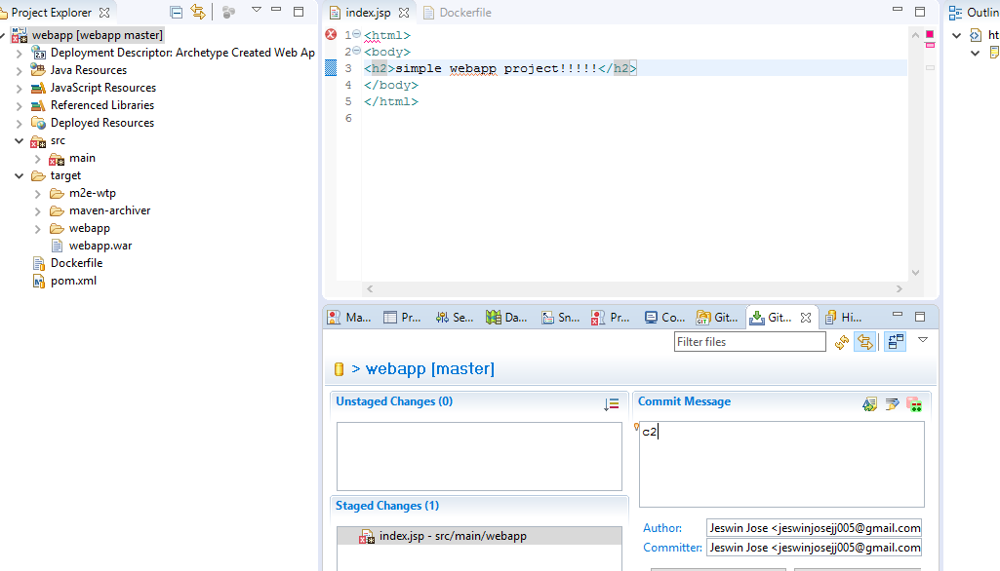 Project Explorer
webapp [webapp master]
Deployment Descriptor: Archetype Created Web Ap
Java Resources
JavaScript Resources
Referenced Libraries
Deployed Resources
src
main
target
m2e-wtp
maven-archiver
webapp
webapp.war
Dockerfile
pom.xml
index.jsp
Dockerfile
1 <html>
2 <body>
3 <h2>simple webapp project!!!!!</h2>
4 </body>
5 </html>
6
Outlin
ht
Ma... Pr... Se... Da... Sn... Pr... Co... Git... Git... Hi...
Filter files
> webapp [master]
Unstaged Changes (0)
Staged Changes (1)
index.jsp - src/main/webapp
Commit Message
c2
Author: Jeswin Jose <jeswinjosejj005@gmail.com
Committer: Jeswin Jose <jeswinjosejj005@gmail.com